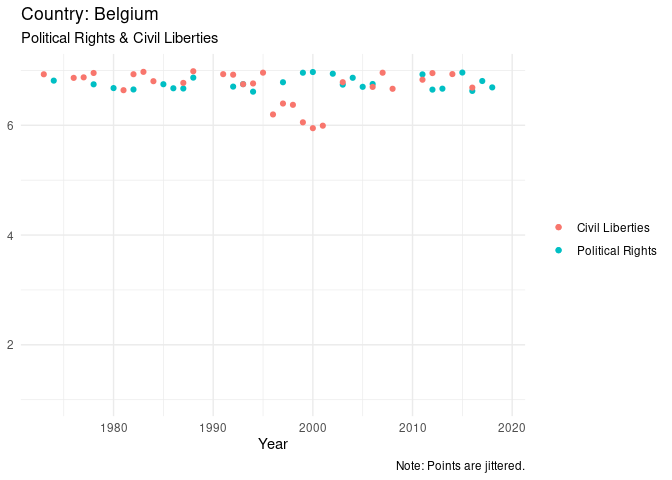 Country: Belgium
Political Rights & Civil Liberties
6
4
2
1980 1990 2000 2010 2020
Year
Civil Liberties
Political Rights
Note: Points are jittered.